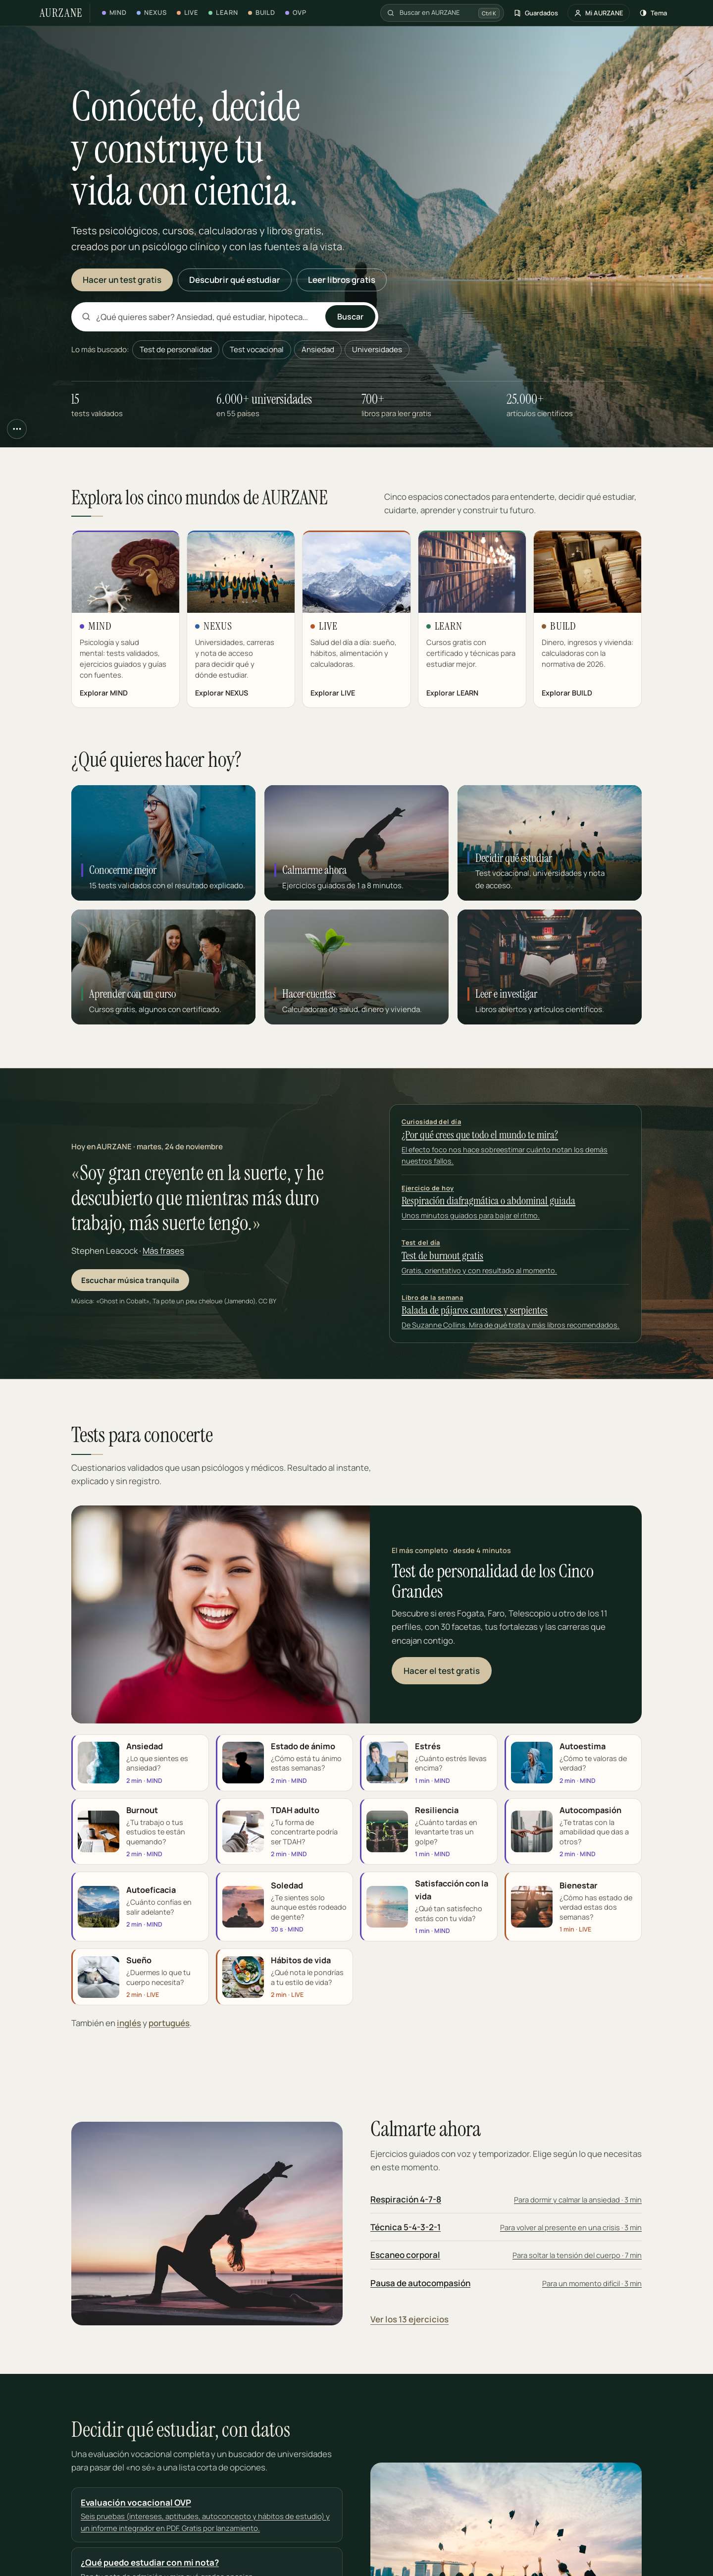 AURZANE
MIND
NEXUS
LIVE
LEARN
BUILD
OVP
Buscar en AURZANE
Ctrl K
Guardados
Mi AURZANE
Tema
Conócete, decide
y construye tu
vida con ciencia.
Tests psicológicos, cursos, calculadoras y libros gratis,
creados por un psicólogo clínico y con las fuentes a la vista.
Hacer un test gratis
Descubrir qué estudiar
Leer libros gratis
¿Qué quieres saber? Ansiedad, qué estudiar, hipoteca...
Buscar
Lo más buscado:
Test de personalidad
Test vocacional
Ansiedad
Universidades
15
tests validados
6.000+ universidades
en 55 países
700+
libros para leer gratis
25.000+
artículos científicos
Explora los cinco mundos de AURZANE
Cinco espacios conectados para entenderte, decidir qué estudiar,
cuidarte, aprender y construir tu futuro.
MIND
Psicología y salud
mental: tests validados,
ejercicios guiados y guías
con fuentes.
Explorar MIND
NEXUS
Universidades, carreras
y nota de acceso
para decidir qué y
dónde estudiar.
Explorar NEXUS
LIVE
Salud del día a día: sueño,
hábitos, alimentación y
calculadoras.
Explorar LIVE
LEARN
Cursos gratis con
certificado y técnicas para
estudiar mejor.
Explorar LEARN
BUILD
Dinero, ingresos y vivienda:
calculadoras con la
normativa de 2026.
Explorar BUILD
¿Qué quieres hacer hoy?
Conocerme mejor
15 tests validados con el resultado explicado.
Calmarme ahora
Ejercicios guiados de 1 a 8 minutos.
Decidir qué estudiar
Test vocacional, universidades y nota
de acceso.
Aprender con un curso
Cursos gratis, algunos con certificado.
Hacer cuentas
Calculadoras de salud, dinero y vivienda.
Leer e investigar
Libros abiertos y artículos científicos.
Hoy en AURZANE · martes, 24 de noviembre
«Soy gran creyente en la suerte, y he
descubierto que mientras más duro
trabajo, más suerte tengo.»
Stephen Leacock · Más frases
Escuchar música tranquila
Música: «Ghost in Cobalt», Ta pote un peu cheloue (Jamendo), CC BY
Curiosidad del día
¿Por qué crees que todo el mundo te mira?
El efecto foco nos hace sobreestimar cuánto notan los demás
nuestros fallos.
Ejercicio de hoy
Respiración diafragmática o abdominal guiada
Unos minutos guiados para bajar el ritmo.
Test del día
Test de burnout gratis
Gratis, orientativo y con resultado al momento.
Libro de la semana
Balada de pájaros cantores y serpientes
De Suzanne Collins. Mira de qué trata y más libros recomendados.
Tests para conocerte
Cuestionarios validados que usan psicólogos y médicos. Resultado al instante,
explicado y sin registro.
El más completo · desde 4 minutos
Test de personalidad de los Cinco
Grandes
Descubre si eres Fogata, Faro, Telescopio u otro de los 11
perfiles, con 30 facetas, tus fortalezas y las carreras que
encajan contigo.
Hacer el test gratis
Ansiedad
¿Lo que sientes es
ansiedad?
2 min · MIND
Estado de ánimo
¿Cómo está tu ánimo
estas semanas?
2 min · MIND
Estrés
¿Cuánto estrés llevas
encima?
1 min · MIND
Autoestima
¿Cómo te valoras de
verdad?
2 min · MIND
Burnout
¿Tu trabajo o tus
estudios te están
quemando?
2 min · MIND
TDAH adulto
¿Tu forma de
concentrarte podría
ser TDAH?
2 min · MIND
Resiliencia
¿Cuánto tardas en
levantarte tras un
golpe?
1 min · MIND
Autocompasión
¿Te tratas con la
amabilidad que das a
otros?
2 min · MIND
Autoeficacia
¿Cuánto confías en
salir adelante?
2 min · MIND
Soledad
¿Te sientes solo
aunque estés rodeado
de gente?
30 s · MIND
Satisfacción con la
vida
¿Qué tan satisfecho
estás con tu vida?
1 min · MIND
Bienestar
¿Cómo has estado de
verdad estas dos
semanas?
1 min · LIVE
Sueño
¿Duermes lo que tu
cuerpo necesita?
2 min · LIVE
Hábitos de vida
¿Qué nota le pondrías
a tu estilo de vida?
2 min · LIVE
También en inglés y portugués.
Calmarte ahora
Ejercicios guiados con voz y temporizador. Elige según lo que necesitas
en este momento.
Respiración 4-7-8
Para dormir y calmar la ansiedad · 3 min
Técnica 5-4-3-2-1
Para volver al presente en una crisis · 3 min
Escaneo corporal
Para soltar la tensión del cuerpo · 7 min
Pausa de autocompasión
Para un momento difícil · 3 min
Ver los 13 ejercicios
Decidir qué estudiar, con datos
Una evaluación vocacional completa y un buscador de universidades
para pasar del «no sé» a una lista corta de opciones.
Evaluación vocacional OVP
Seis pruebas (intereses, aptitudes, autoconcepto y hábitos de estudio) y
un informe integrador en PDF. Gratis por lanzamiento.
¿Qué puedo estudiar con mi nota?